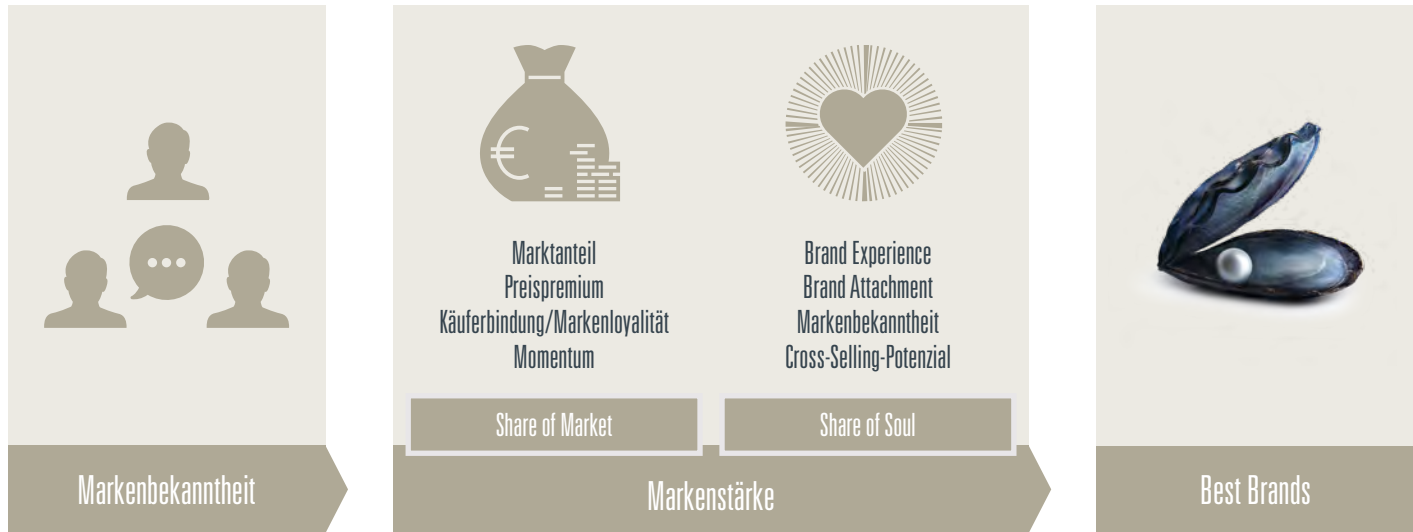 Marktanteil
Preispremium
Käuferbindung/Markenloyalität
Momentum
Share of Market
Brand Experience
Brand Attachment
Markenbekanntheit
Cross-Selling-Potenzial
Share of Soul
Markenbekanntheit
Markenstärke
Best Brands